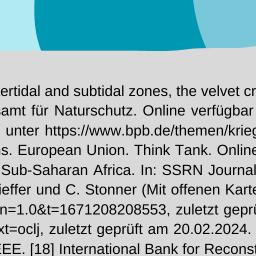 ertidal and subtidal zones, the velvet cr
samt für Naturschutz. Online verfügbar
unter https://www.bpb.de/themen/krieg
s. European Union. Think Tank. Online
Sub-Saharan Africa. In: SSRN Journal
ieffer und C. Stonner (Mit offenen Karte
n=1.0&t=1671208208553, zuletzt geprü
xt=oclj, zuletzt geprüft am 20.02.2024.
EEE. [18] International Bank for Reconst